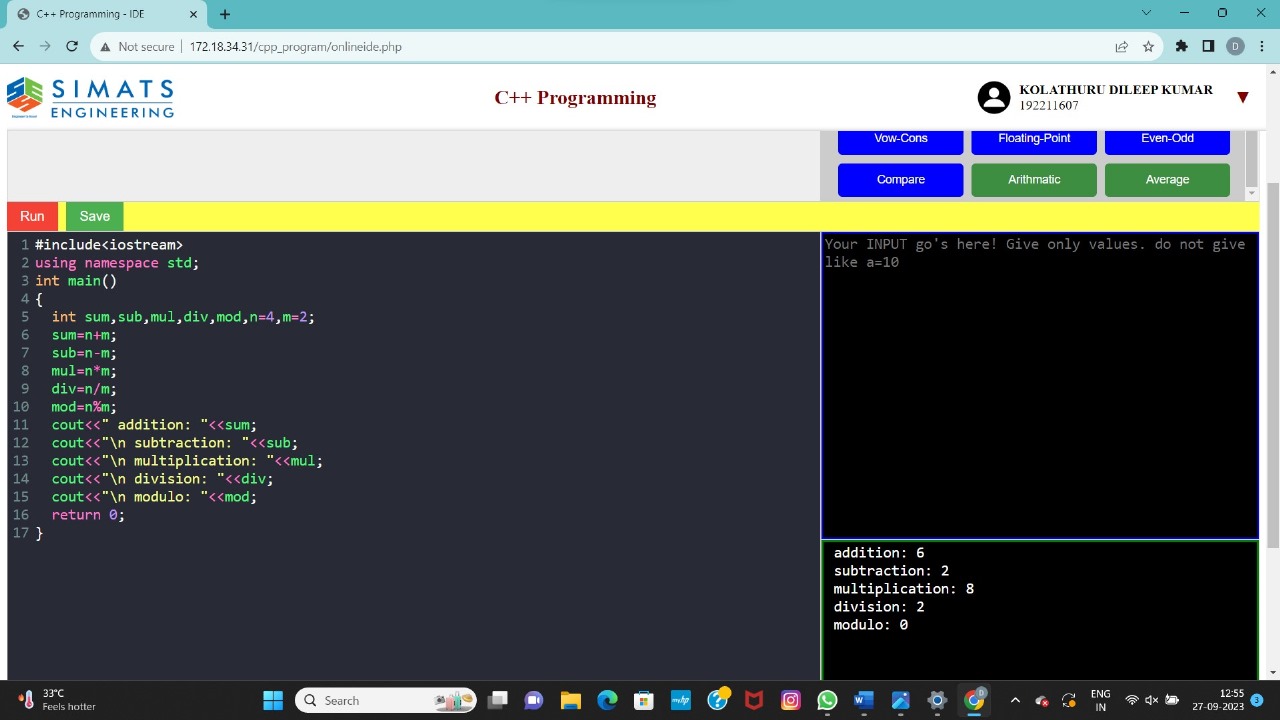 C++ Programming - IDE
Not secure
172.18.34.31/cpp_program/onlineide.php
D
SIMATS
ENGINEERING
C++ Programming
KOLATHURU DILEEP KUMAR
192211607
Vow-Cons
Floating-Point
Even-Odd
Compare
Arithmatic
Average
Run
Save
1 #include<iostream>
2 using namespace std;
3 int main()
4 {
5 int sum,sub,mul,div,mod,n=4,m=2;
6 sum=n+m;
7 sub=n-m;
8 mul=n*m;
9 div=n/m;
10 mod=n%m;
11 cout<<" addition: "<<sum;
12 cout<<"\n subtraction: "<<sub;
13 cout<<"\n multiplication: "<<mul;
14 cout<<"\n division: "<<div;
15 cout<<"\n modulo: "<<mod;
16 return 0;
17 }
Your INPUT go's here! Give only values. do not give
like a=10
addition: 6
subtraction: 2
multiplication: 8
division: 2
modulo: 0
33°C
Feels hotter
Search
ENG
IN
12:55
27-09-2023
3